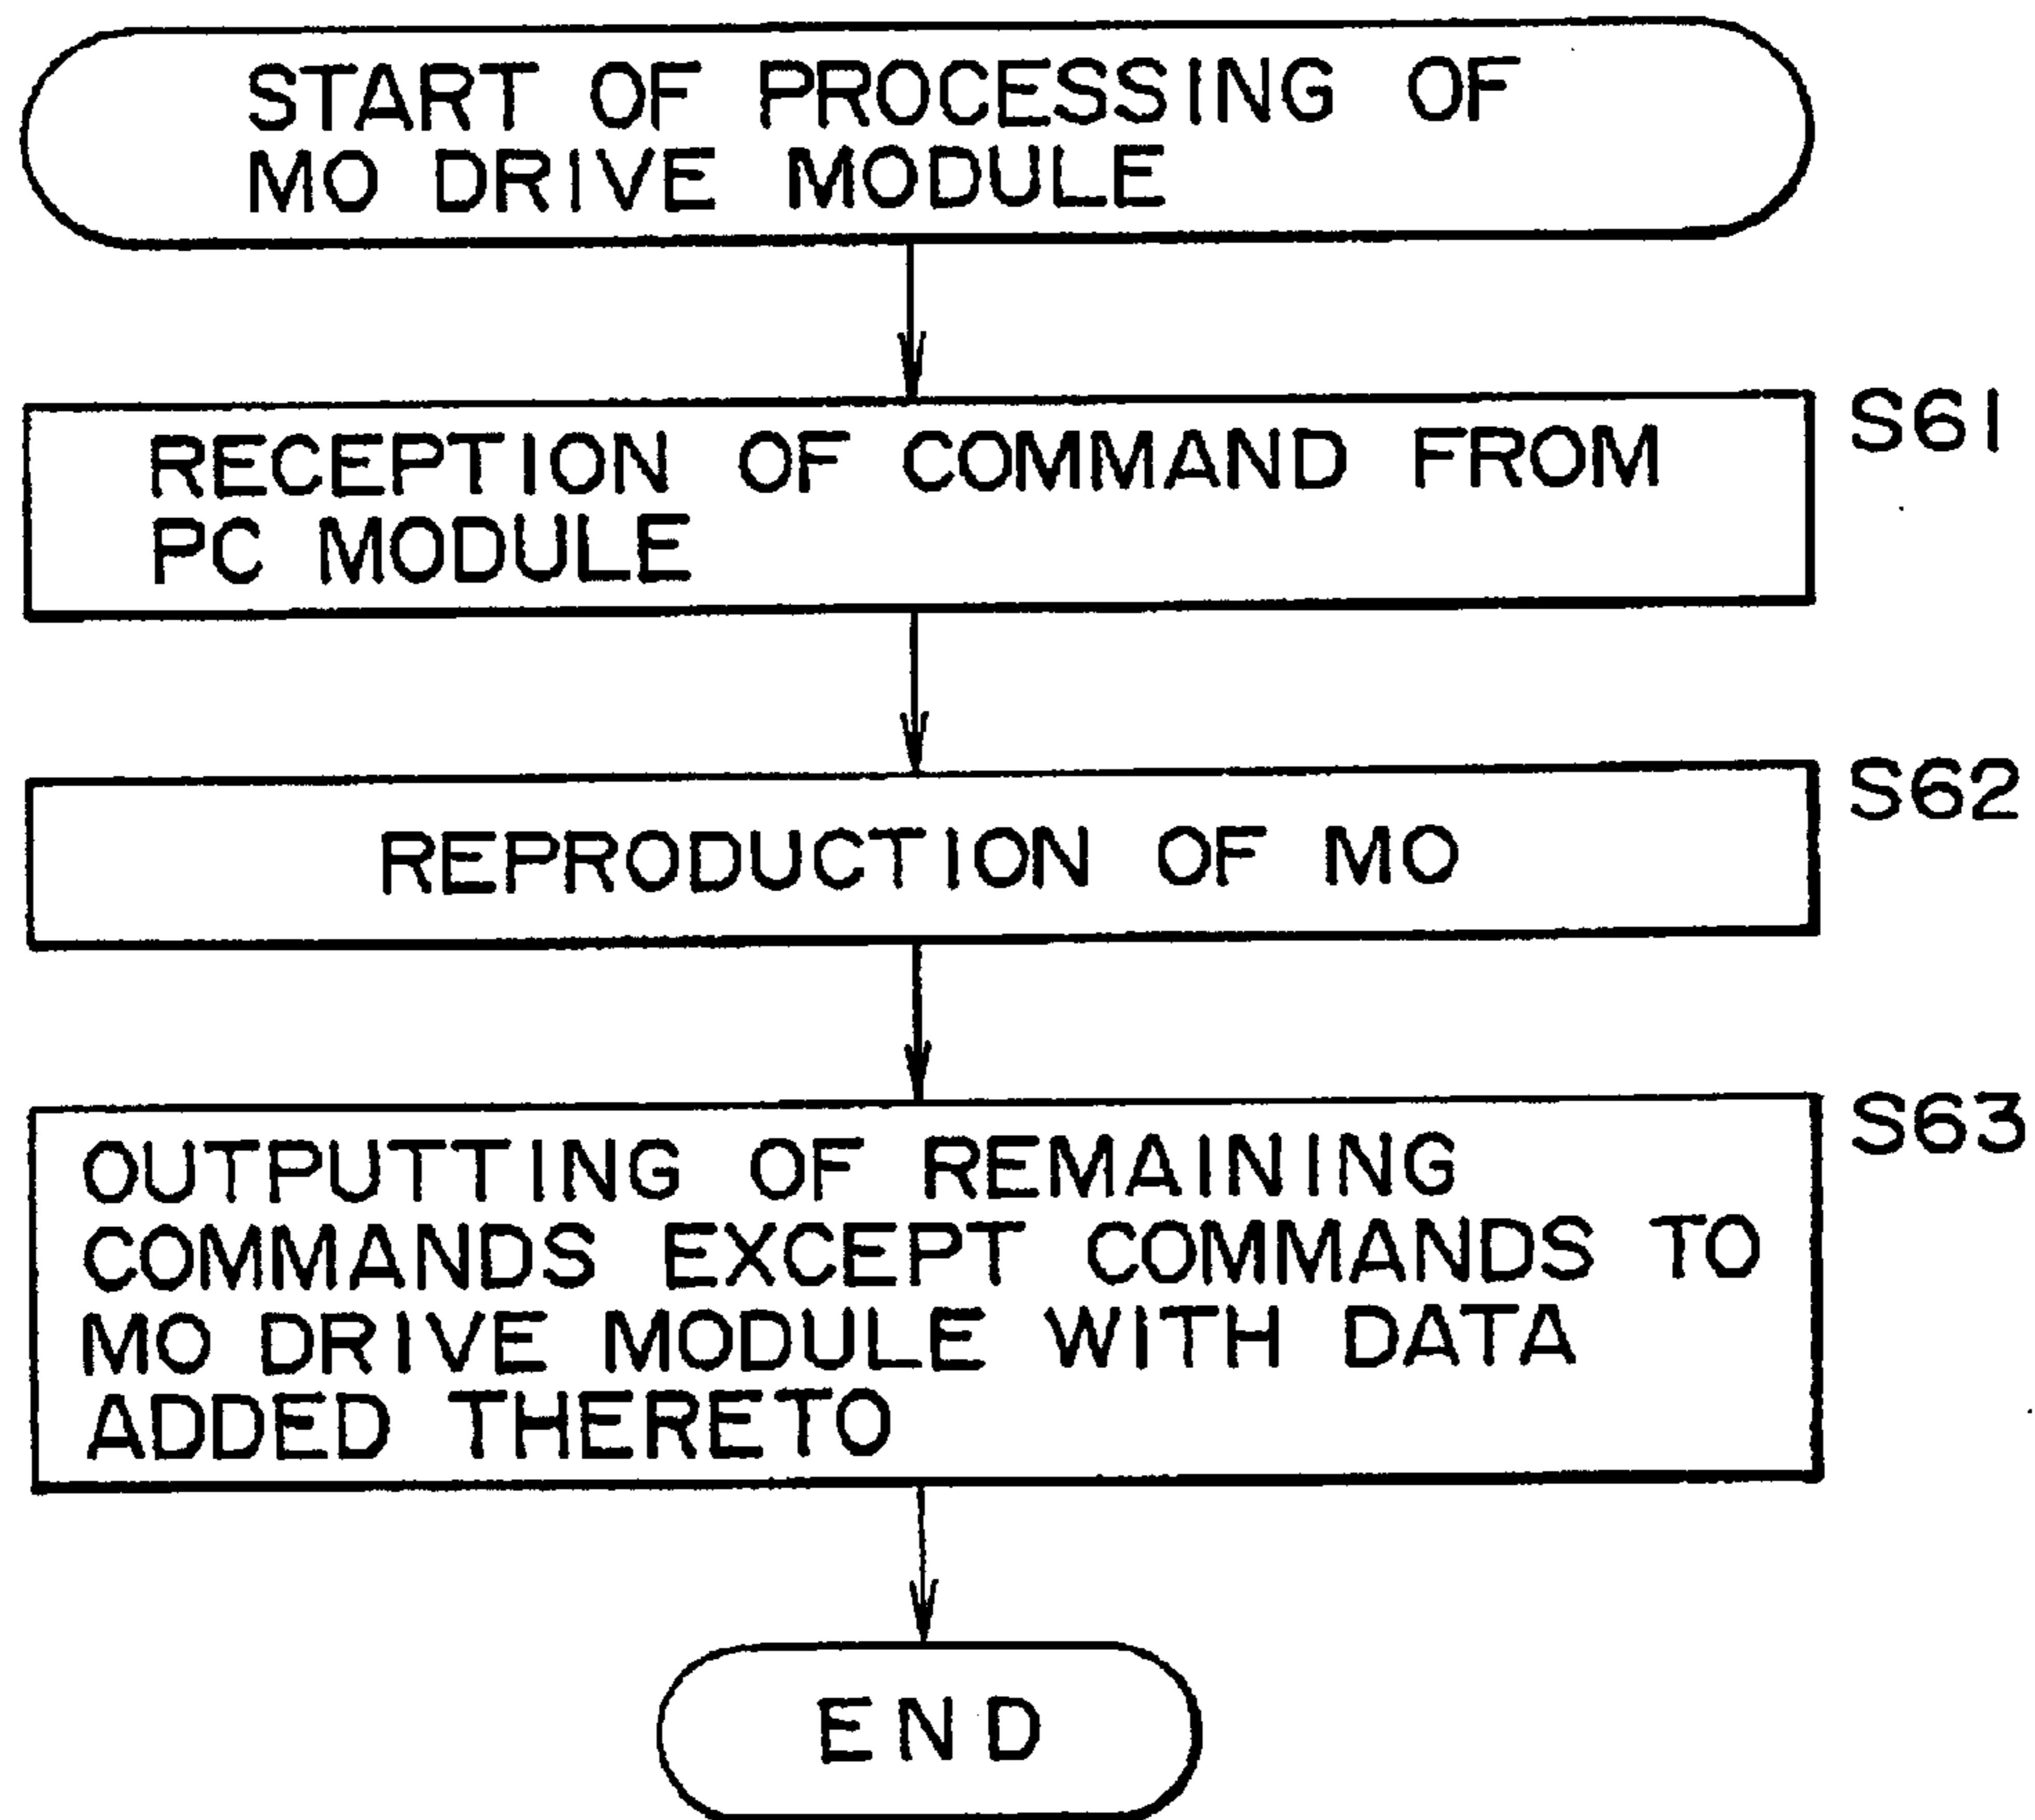 START OF PROCESSING OF
MO DRIVE MODULE
S61
RECEPTION OF COMMAND FROM
PC MODULE
S62
REPRODUCTION OF MO
S63
OUTPUTTING OF REMAINING
COMMANDS EXCEPT COMMANDS TO
MO DRIVE MODULE WITH DATA
ADDED THERETO
END